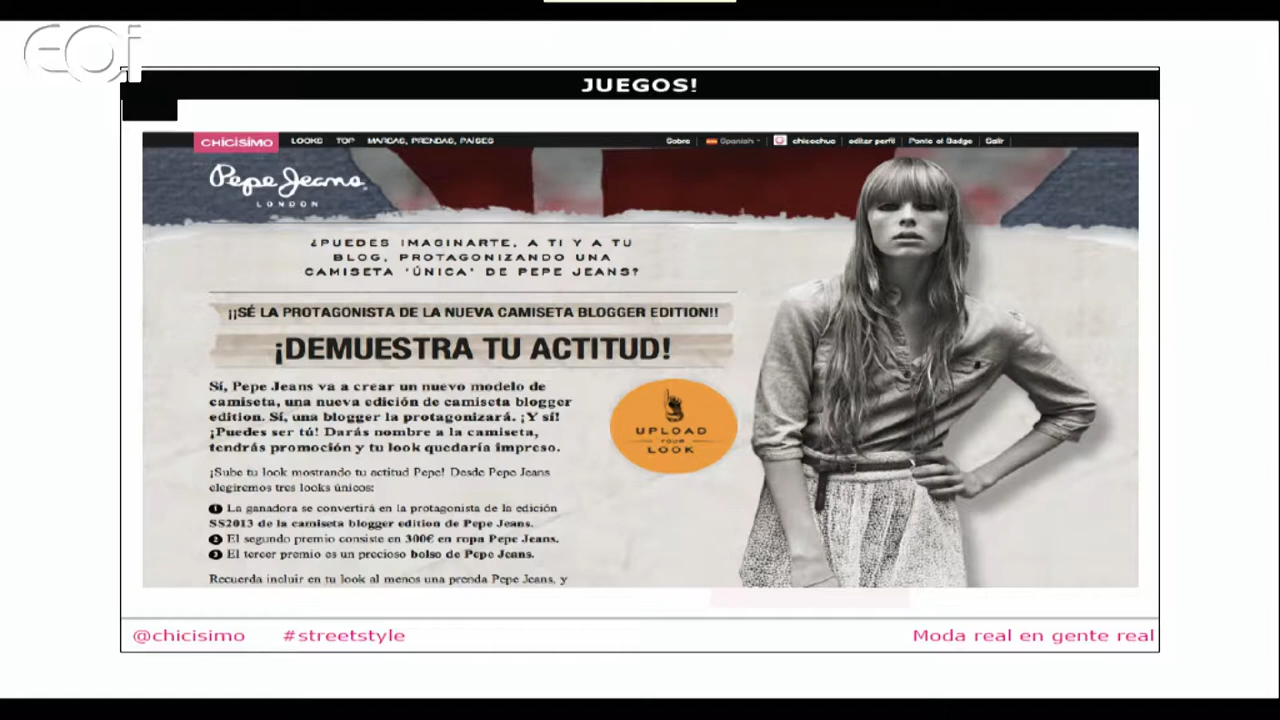 eoi
JUEGOS!
CHICISIMO LOOKS TOP MARCAS, PRENDAS, PAISES Sobre Spanish chicochuo editar perfil Ponte el Badge Salir
Pepe Jeans
LONDON
¿PUEDES IMAGINARTE, A TI Y A TU
BLOG, PROTAGONIZANDO UNA
CAMISETA 'ÚNICA' DE PEPE JEANS?
¡¡SÉ LA PROTAGONISTA DE LA NUEVA CAMISETA BLOGGER EDITION!!
¡DEMUESTRA TU ACTITUD!
Sí, Pepe Jeans va a crear un nuevo modelo de
camiseta, una nueva edición de camiseta blogger
edition. Sí, una blogger la protagonizará. ¡Y sí!
¡Puedes ser tú! Darás nombre a la camiseta,
tendrás promoción y tu look quedaría impreso.
UPLOAD
YOUR
LOOK
¡Sube tu look mostrando tu actitud Pepe! Desde Pepe Jeans
elegiremos tres looks únicos:
1 La ganadora se convertirá en la protagonista de la edición
SS2013 de la camiseta blogger edition de Pepe Jeans.
2 El segundo premio consiste en 300€ en ropa Pepe Jeans.
3 El tercer premio es un precioso bolso de Pepe Jeans.
Recuerda incluir en tu look al menos una prenda Pepe Jeans, y
@chicisimo #streetstyle Moda real en gente real